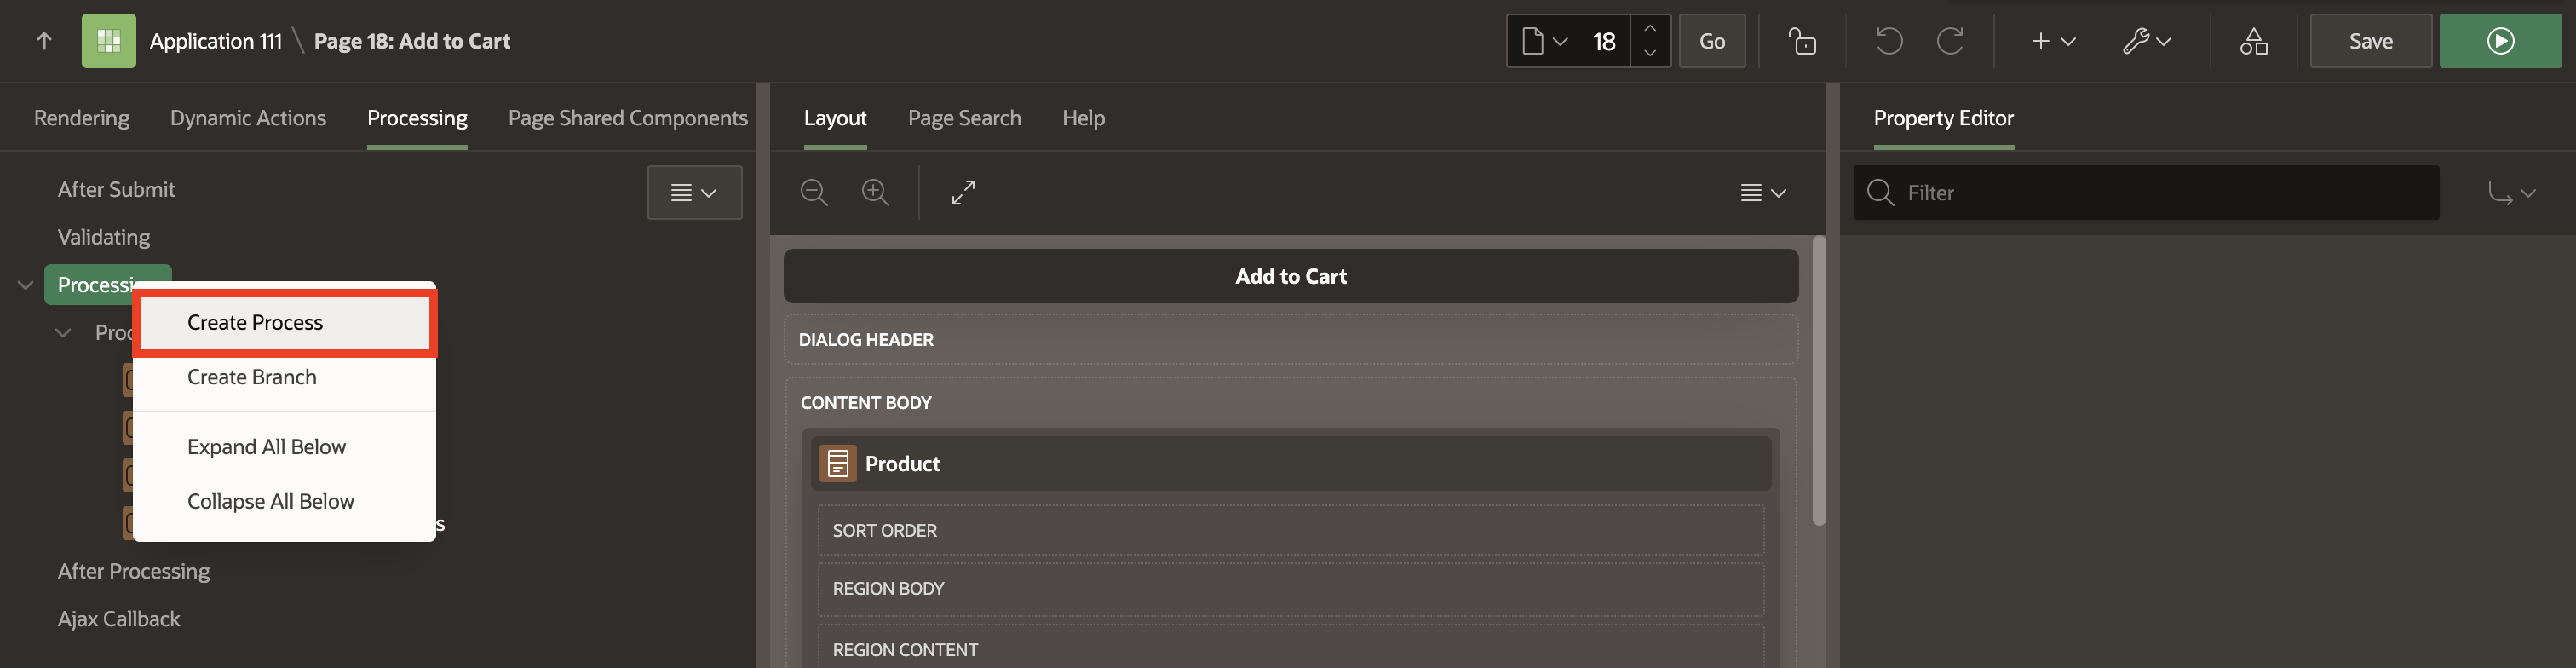 Application 111 \ Page 18: Add to Cart
18
Go
Save
Rendering
Dynamic Actions
Processing
Page Shared Components
Layout
Page Search
Help
Property Editor
After Submit
Validating
Create Process
Create Branch
Expand All Below
Collapse All Below
After Processing
Ajax Callback
Add to Cart
DIALOG HEADER
CONTENT BODY
Product
SORT ORDER
REGION BODY
REGION CONTENT
Filter